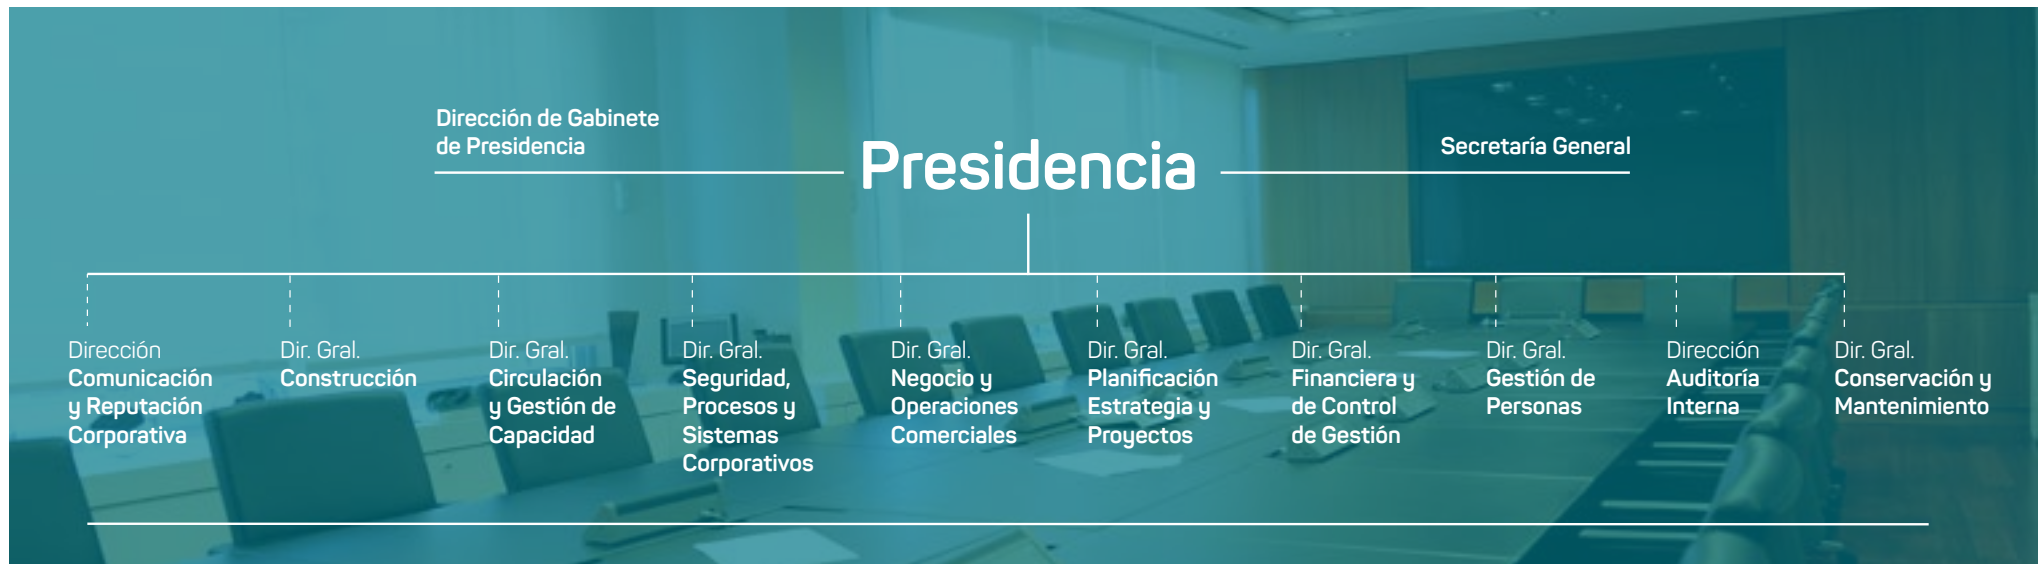 Dirección de Gabinete
de Presidencia
Presidencia
Secretaría General
Dirección
Comunicación
y Reputación
Corporativa
Dir. Gral.
Construcción
Dir. Gral.
Circulación
y Gestión de
Capacidad
Dir. Gral.
Seguridad,
Procesos y
Sistemas
Corporativos
Dir. Gral.
Negocio y
Operaciones
Comerciales
Dir. Gral.
Planificación
Estrategia y
Proyectos
Dir. Gral.
Financiera y
de Control
de Gestión
Dir. Gral.
Gestión de
Personas
Dirección
Auditoría
Interna
Dir. Gral.
Conservación y
Mantenimiento